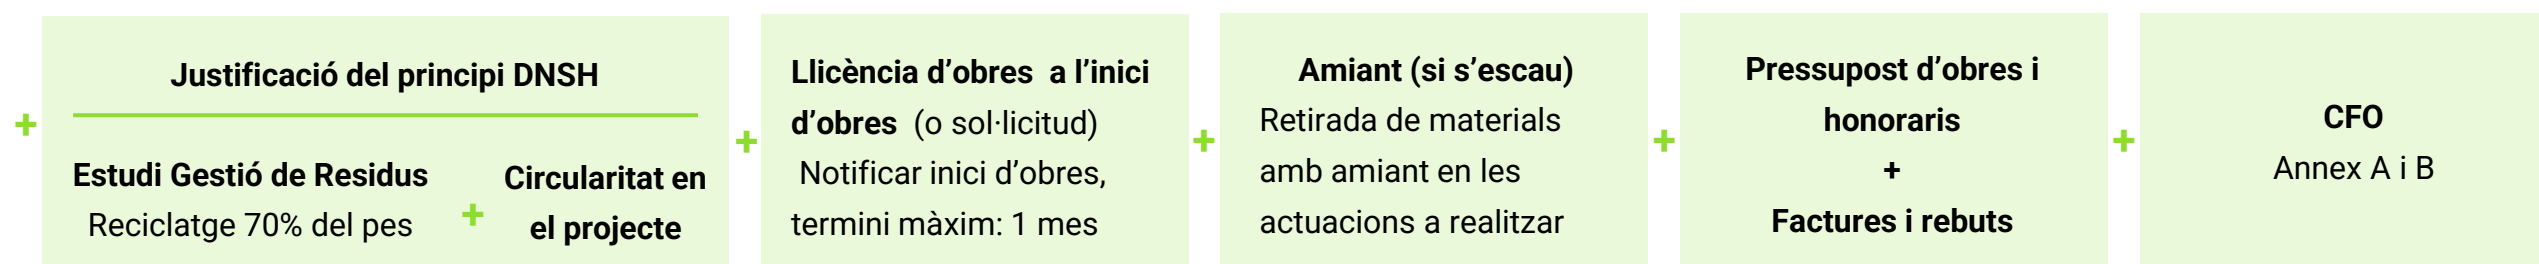 +
Justificació del principi DNSH
Estudi Gestió de Residus
Reciclatge 70% del pes
+
Circularitat en
el projecte
+
Llicència d’obres  a l’inici
d’obres  (o sol·licitud)
Notificar inici d’obres,
termini màxim: 1 mes
+
Amiant (si s’escau)
Retirada de materials
amb amiant en les
actuacions a realitzar
+
Pressupost d’obres i
honoraris
+
Factures i rebuts
+
CFO
Annex A i B